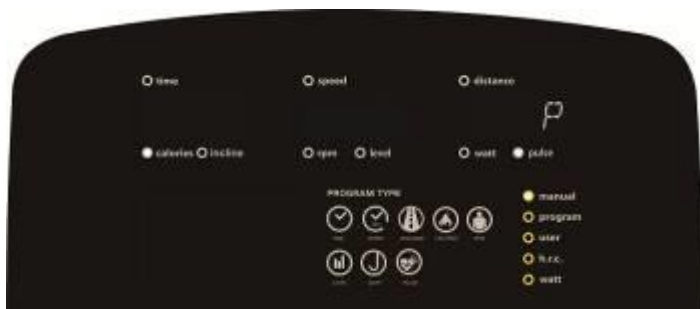 time speed distance
P
calories incline rpm level watt pulse
PROGRAM TYPE
manual
program
user
h.r.c.
watt